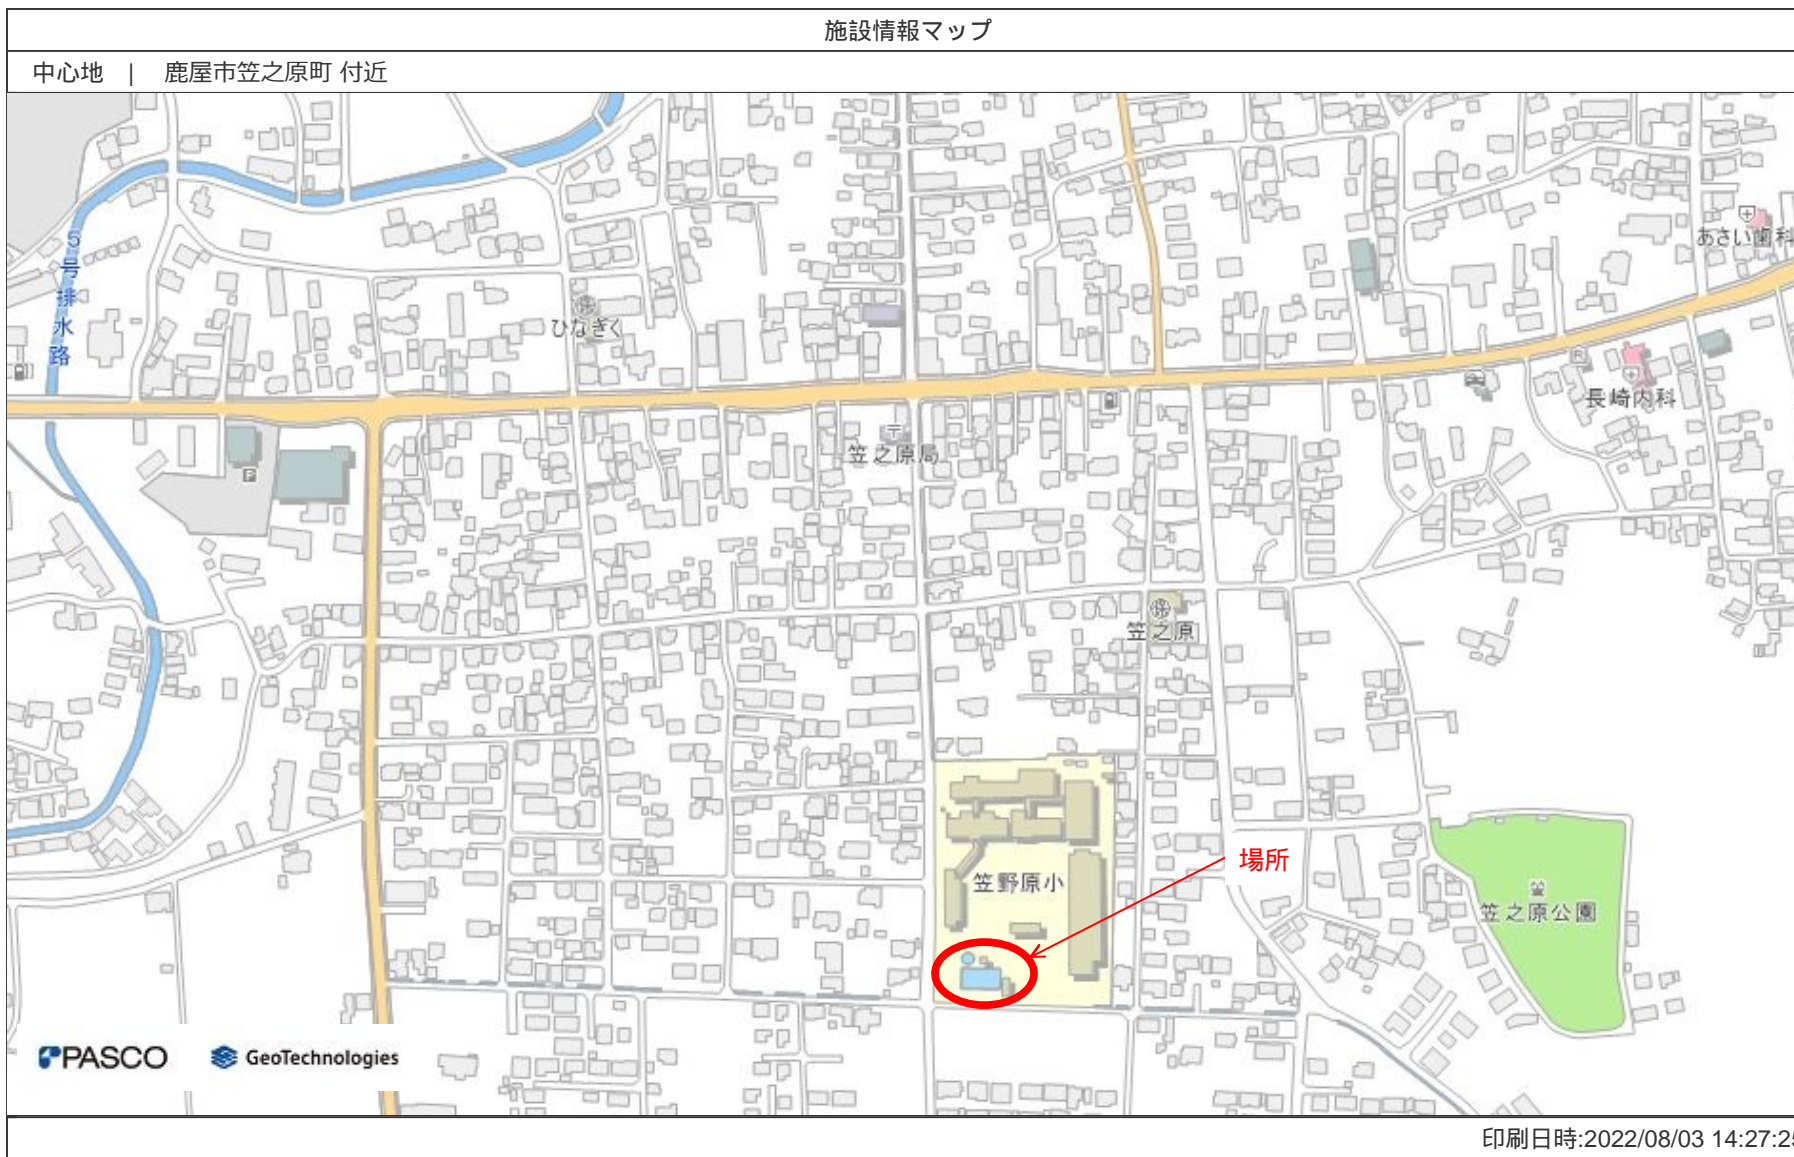 施設情報マップ
中心地 | 鹿屋市笠之原町 付近
5号排水路
あさい歯科
ひなぎく
長崎内科
P
笠之原局
笠之原
場所
笠野原小
笠之原公園
PASCO
GeoTechnologies
印刷日時:2022/08/03 14:27:25